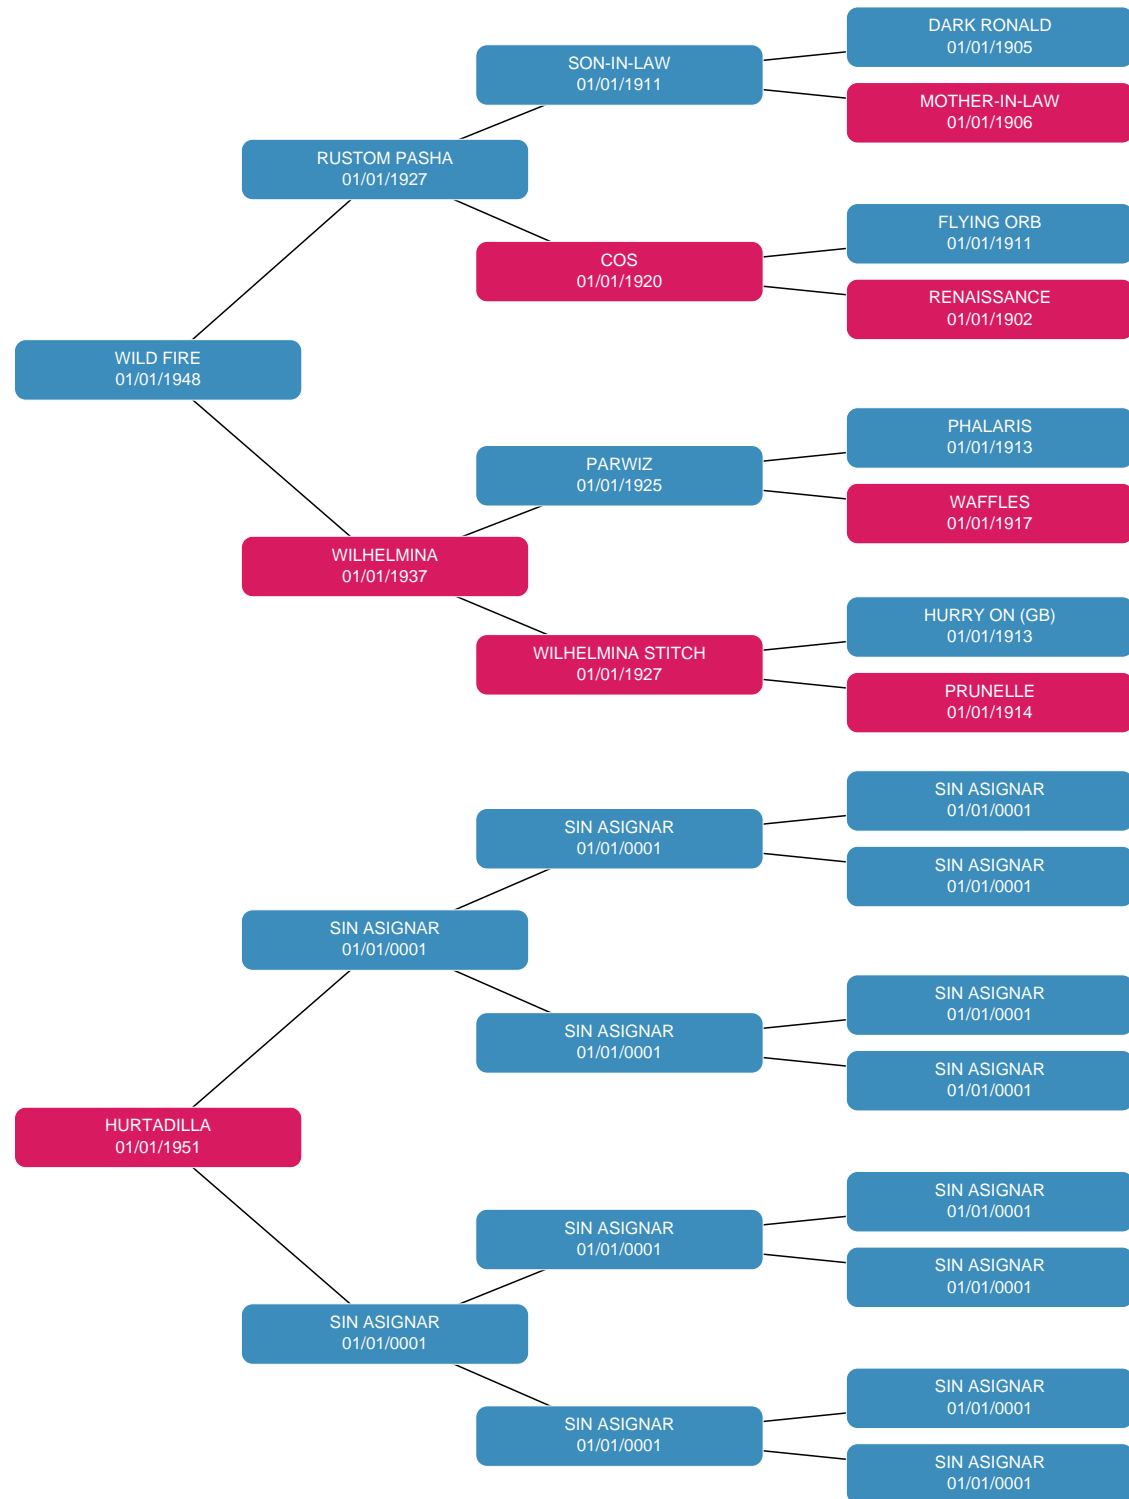 DARK RONALD
01/01/1905
SON-IN-LAW
01/01/1911
MOTHER-IN-LAW
01/01/1906
RUSTOM PASHA
01/01/1927
FLYING ORB
01/01/1911
COS
01/01/1920
RENAISSANCE
01/01/1902
WILD FIRE
01/01/1948
PHALARIS
01/01/1913
PARWIZ
01/01/1925
WAFFLES
01/01/1917
WILHELMINA
01/01/1937
HURRY ON (GB)
01/01/1913
WILHELMINA STITCH
01/01/1927
PRUNELLE
01/01/1914
SIN ASIGNAR
01/01/0001
SIN ASIGNAR
01/01/0001
SIN ASIGNAR
01/01/0001
SIN ASIGNAR
01/01/0001
SIN ASIGNAR
01/01/0001
SIN ASIGNAR
01/01/0001
SIN ASIGNAR
01/01/0001
HURTADILLA
01/01/1951
SIN ASIGNAR
01/01/0001
SIN ASIGNAR
01/01/0001
SIN ASIGNAR
01/01/0001
SIN ASIGNAR
01/01/0001
SIN ASIGNAR
01/01/0001
SIN ASIGNAR
01/01/0001
SIN ASIGNAR
01/01/0001